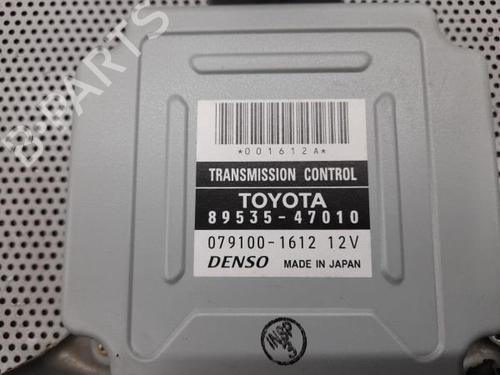 B-PARTS
*001612A*
TRANSMISSION CONTROL
TOYOTA
89535-47010
079100-1612 12V
DENSO MADE IN JAPAN